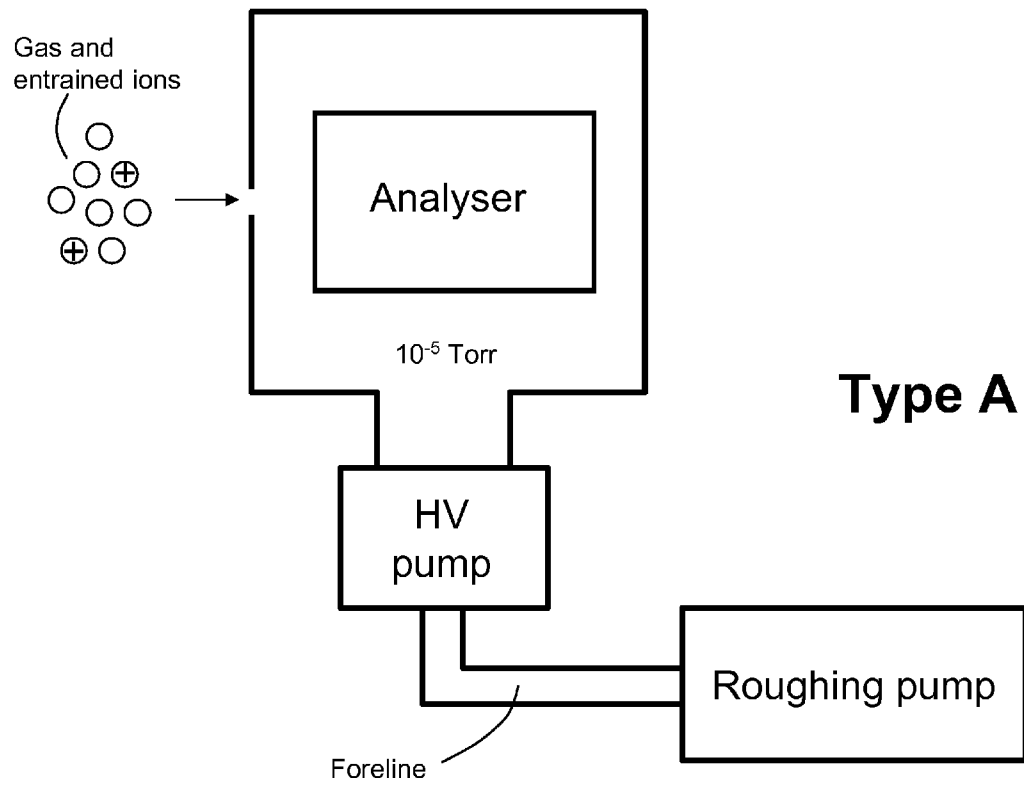 Gas and
entrained ions
Analyser
10⁻⁵ Torr
Type A
HV
pump
Roughing pump
Foreline